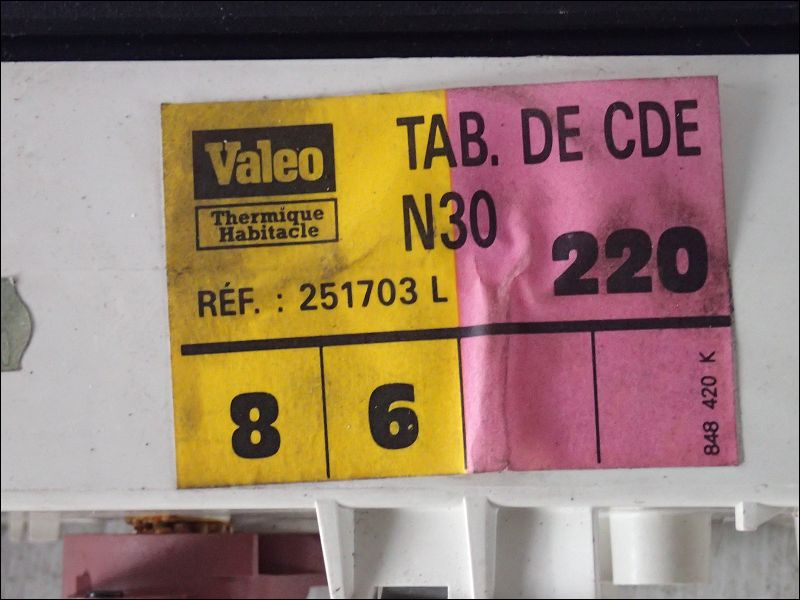 Valeo
Thermique
Habitacle
TAB. DE CDE
N30
220
RÉF. : 251703 L
8 6
848 420 K